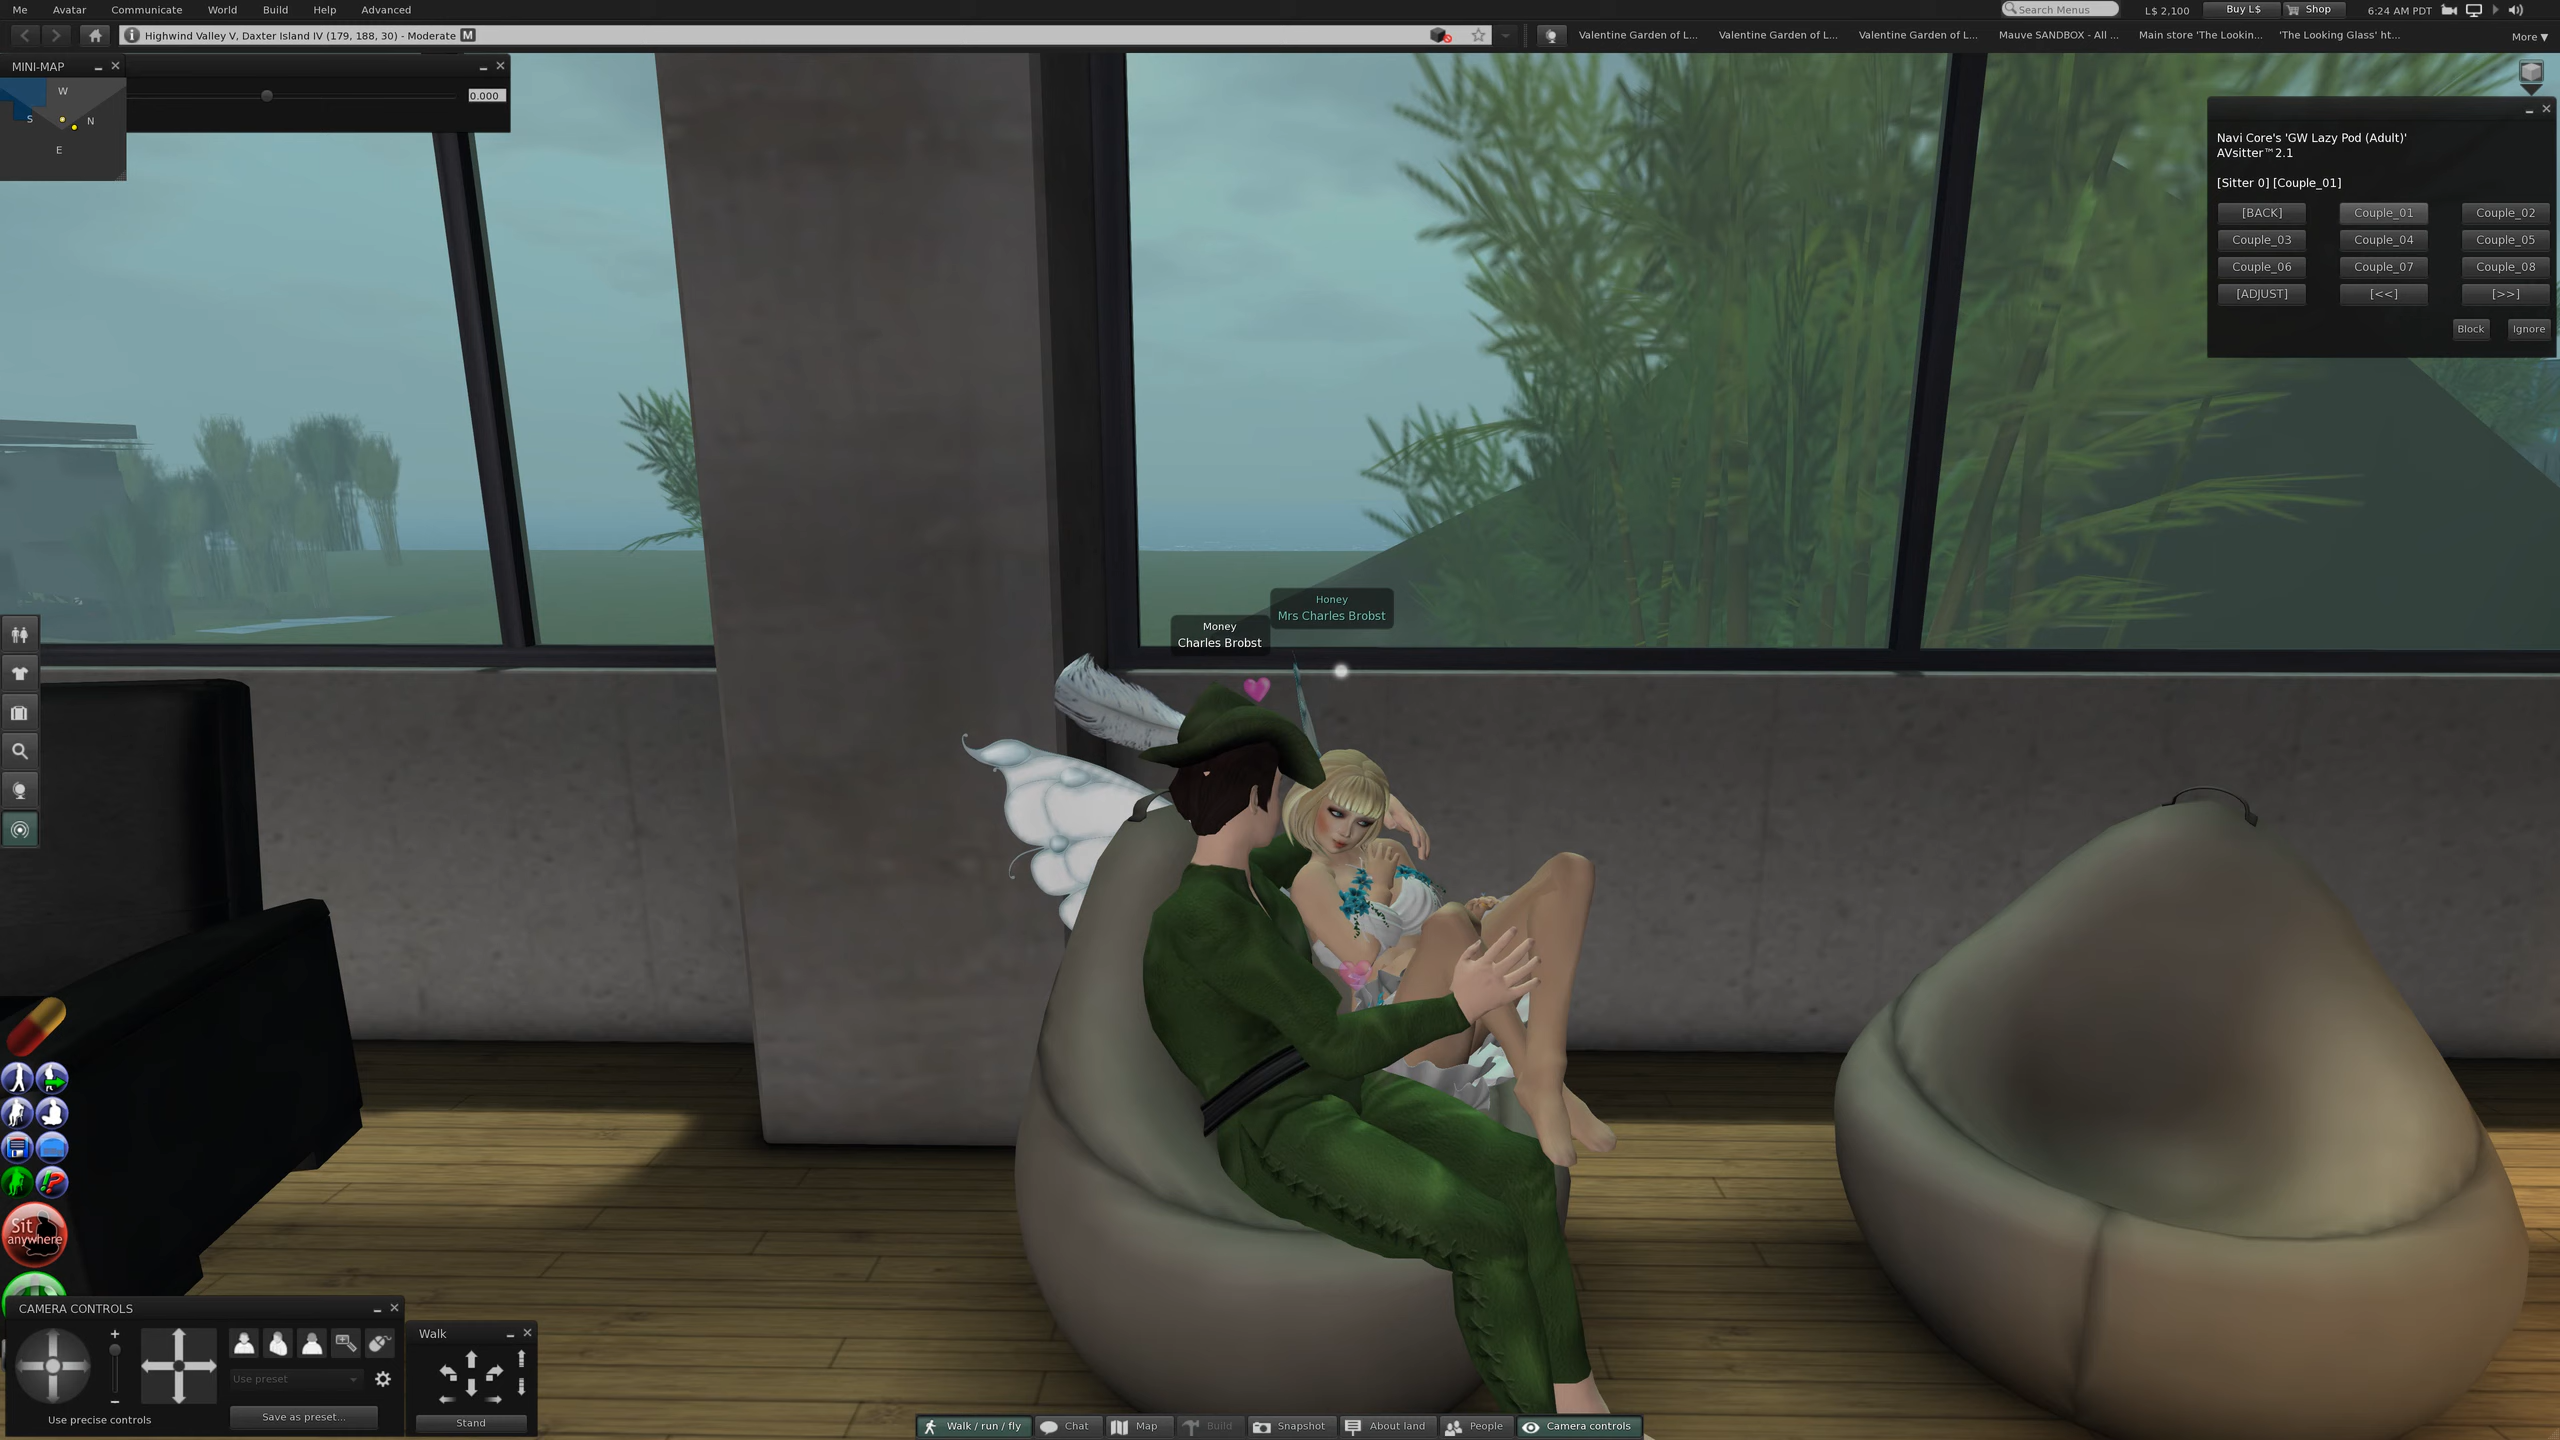 Me Avatar Communicate World Build Help Advanced
Search Menus L$ 2,100 Buy L$ Shop 6:24 AM PDT
Highwind Valley V, Daxter Island IV (179, 188, 30) - Moderate M
Valentine Garden of L... Valentine Garden of L... Valentine Garden of L... Mauve SANDBOX - All ... Main store 'The Lookin... 'The Looking Glass' ht... More
MINI-MAP
W
S N
E
0.000
Navi Core's 'GW Lazy Pod (Adult)'
AVsitter™2.1
[Sitter 0] [Couple_01]
[BACK] Couple_01 Couple_02
Couple_03 Couple_04 Couple_05
Couple_06 Couple_07 Couple_08
[ADJUST] [<<] [>>]
Block Ignore
Honey
Mrs Charles Brobst
Money
Charles Brobst
Sit
anywhere
CAMERA CONTROLS
Use preset
Use precise controls
Save as preset...
Walk
Stand
Walk / run / fly Chat Map Build Snapshot About land People Camera controls